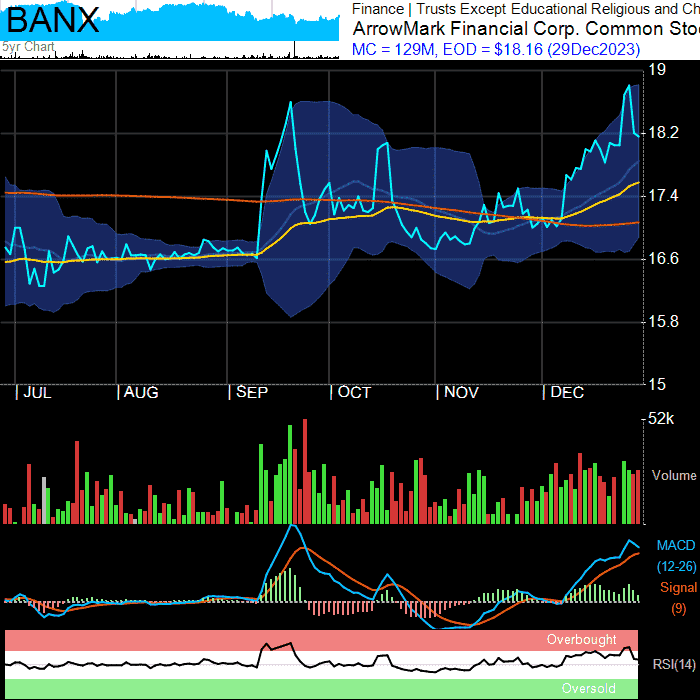 BANX
Finance | Trusts Except Educational Religious and Ch
ArrowMark Financial Corp. Common Sto
5yr Chart
MC = 129M, EOD = $18.16 (29Dec2023)
19
18.2
17.4
16.6
15.8
15
JUL AUG SEP OCT NOV DEC
52k
Volume
MACD
(12-26)
Signal
(9)
Overbought
RSI(14)
Oversold